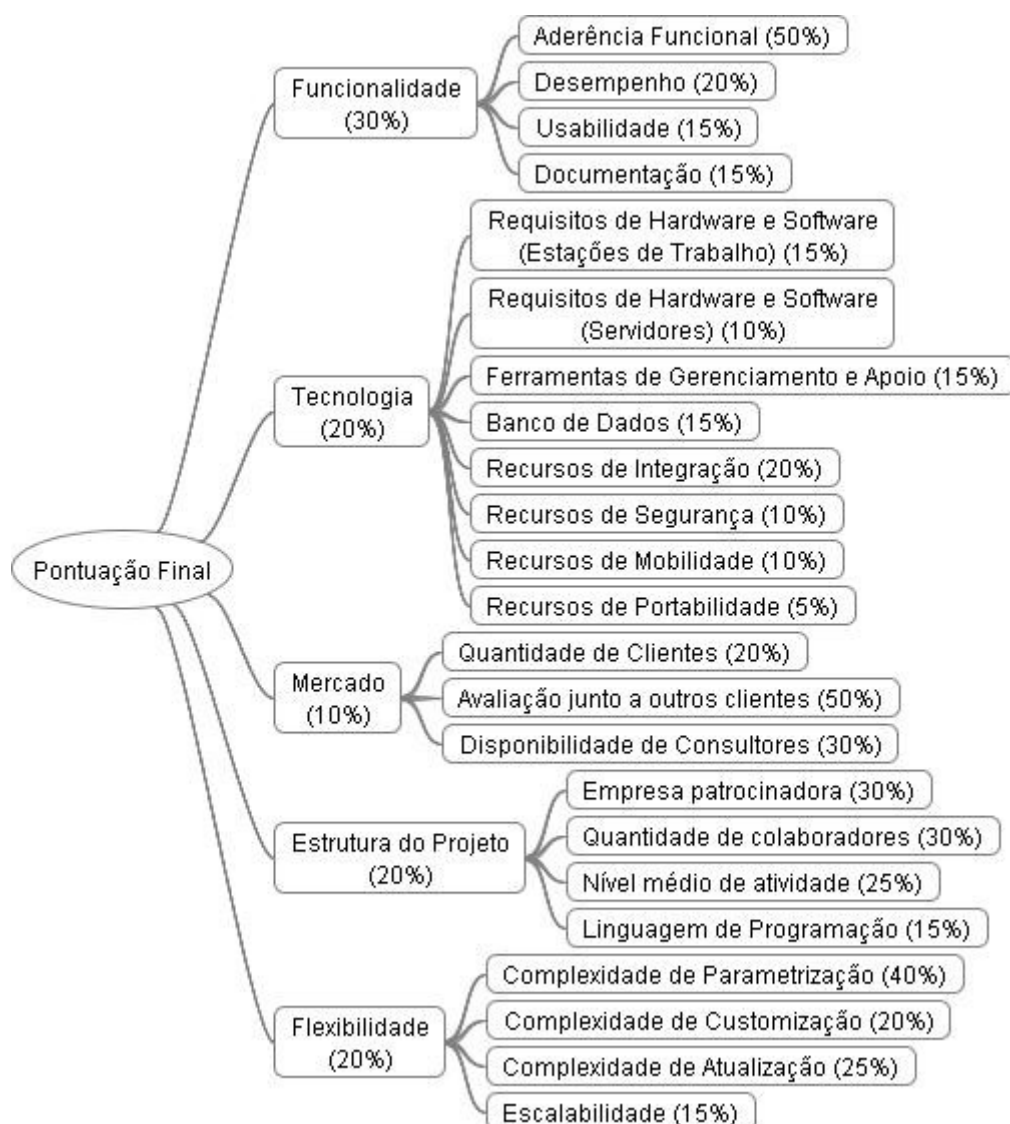 Pontuação Final
Funcionalidade
(30%)
Aderência Funcional (50%)
Desempenho (20%)
Usabilidade (15%)
Documentação (15%)
Tecnologia
(20%)
Requisitos de Hardware e Software
(Estações de Trabalho) (15%)
Requisitos de Hardware e Software
(Servidores) (10%)
Ferramentas de Gerenciamento e Apoio (15%)
Banco de Dados (15%)
Recursos de Integração (20%)
Recursos de Segurança (10%)
Recursos de Mobilidade (10%)
Recursos de Portabilidade (5%)
Mercado
(10%)
Quantidade de Clientes (20%)
Avaliação junto a outros clientes (50%)
Disponibilidade de Consultores (30%)
Estrutura do Projeto
(20%)
Empresa patrocinadora (30%)
Quantidade de colaboradores (30%)
Nível médio de atividade (25%)
Linguagem de Programação (15%)
Flexibilidade
(20%)
Complexidade de Parametrização (40%)
Complexidade de Customização (20%)
Complexidade de Atualização (25%)
Escalabilidade (15%)